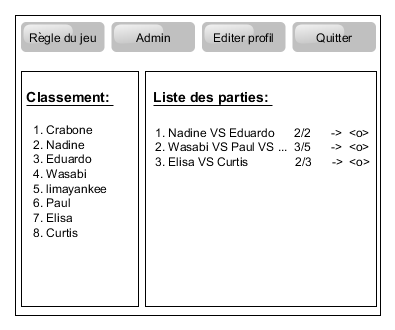 Règle du jeu Admin Editer profil Quitter
Classement:
1. Crabone
2. Nadine
3. Eduardo
4. Wasabi
5. limayankee
6. Paul
7. Elisa
8. Curtis
Liste des parties:
1. Nadine VS Eduardo 2/2 -> <o>
2. Wasabi VS Paul VS ... 3/5 -> <o>
3. Elisa VS Curtis 2/3 -> <o>